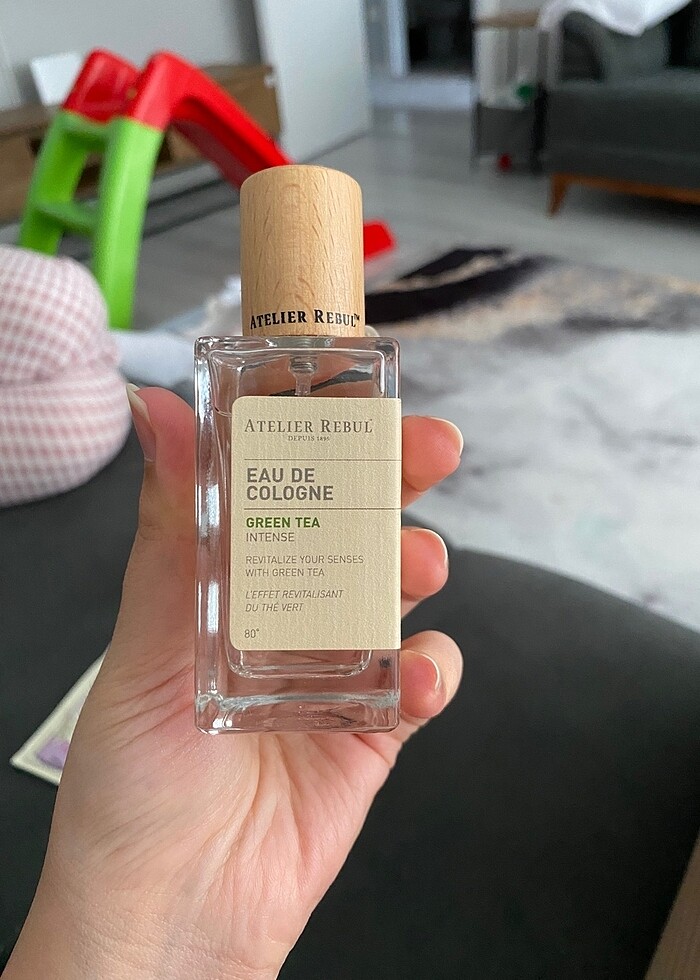 ATELIER REBUL™
ATELIER REBUL
DEPUIS 1895
EAU DE
COLOGNE
GREEN TEA
INTENSE
REVITALIZE YOUR SENSES
WITH GREEN TEA
L'EFFET REVITALISANT
DU THÉ VERT
80°